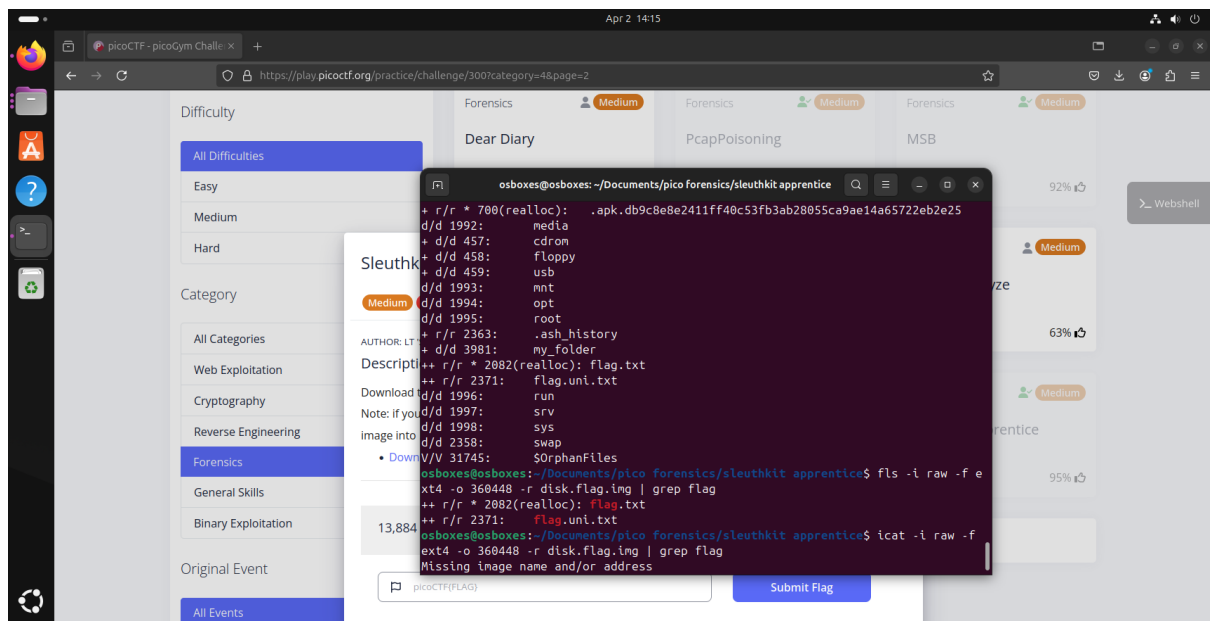 Apr 2 14:15
picoCTF - picoGym Challe
https://play.picoctf.org/practice/challenge/300?category=4&page=2
Difficulty
All Difficulties
Easy
Medium
Hard
Category
All Categories
Web Exploitation
Cryptography
Reverse Engineering
Forensics
General Skills
Binary Exploitation
Original Event
All Events
Forensics
Medium
Dear Diary
Forensics
Medium
PcapPoisoning
Forensics
Medium
MSB
92%
>_ Webshell
Medium
yze
63%
Medium
rentice
95%
Sleuthk
Medium
AUTHOR: LT
Descripti
Download t
Note: if you
image into
• Down
13,884
picoCTF{FLAG}
Submit Flag
osboxes@osboxes: ~/Documents/pico forensics/sleuthkit apprentice
+ r/r * 700(realloc): .apk.db9c8e8e2411ff40c53fb3ab28055ca9ae14a65722eb2e25
d/d 1992: media
+ d/d 457: cdrom
+ d/d 458: floppy
+ d/d 459: usb
d/d 1993: mnt
d/d 1994: opt
d/d 1995: root
+ r/r 2363: .ash_history
+ d/d 3981: my_folder
++ r/r * 2082(realloc): flag.txt
++ r/r 2371: flag.uni.txt
d/d 1996: run
d/d 1997: srv
d/d 1998: sys
d/d 2358: swap
V/V 31745: $OrphanFiles
osboxes@osboxes:~/Documents/pico forensics/sleuthkit apprentice$ fls -i raw -f e
xt4 -o 360448 -r disk.flag.img | grep flag
++ r/r * 2082(realloc): flag.txt
++ r/r 2371: flag.uni.txt
osboxes@osboxes:~/Documents/pico forensics/sleuthkit apprentice$ icat -i raw -f
ext4 -o 360448 -r disk.flag.img | grep flag
Missing image name and/or address